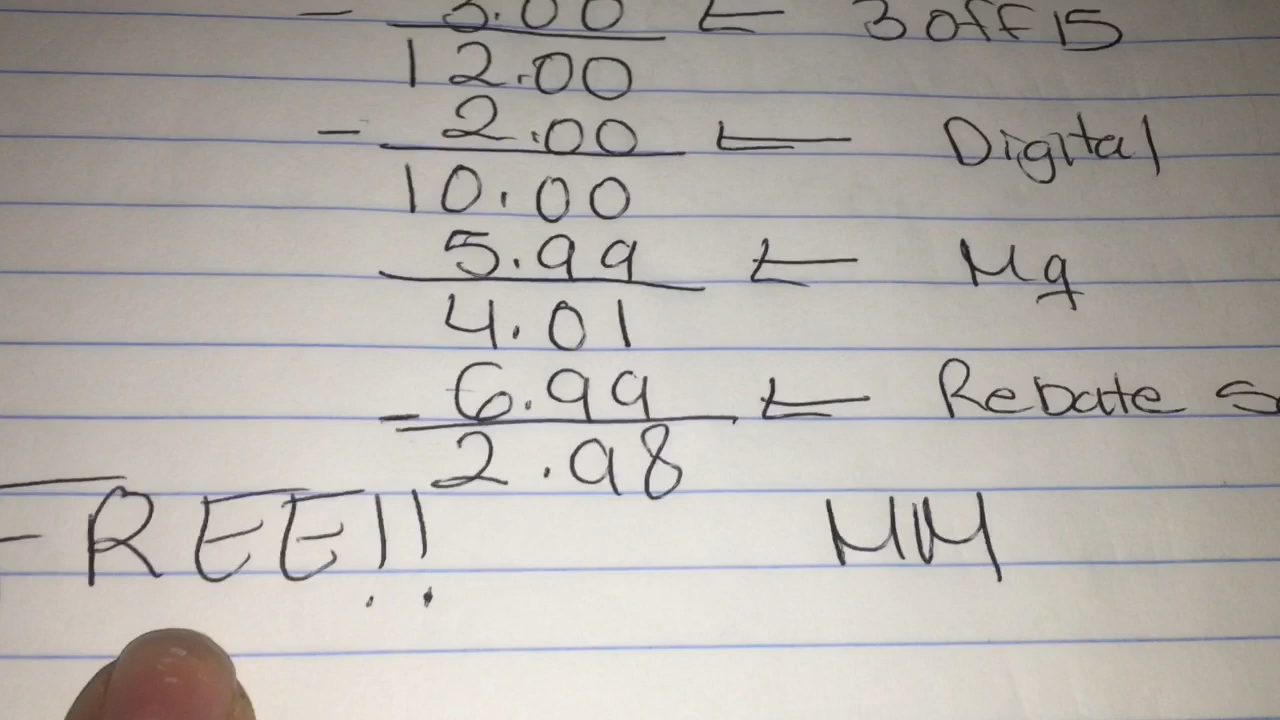 - 3.00 ← 3 off 15
12.00
- 2.00 ← Digital
10.00
5.99 ← Mq
4.01
- 6.99 ← Rebate
2.98
FREE!! MM